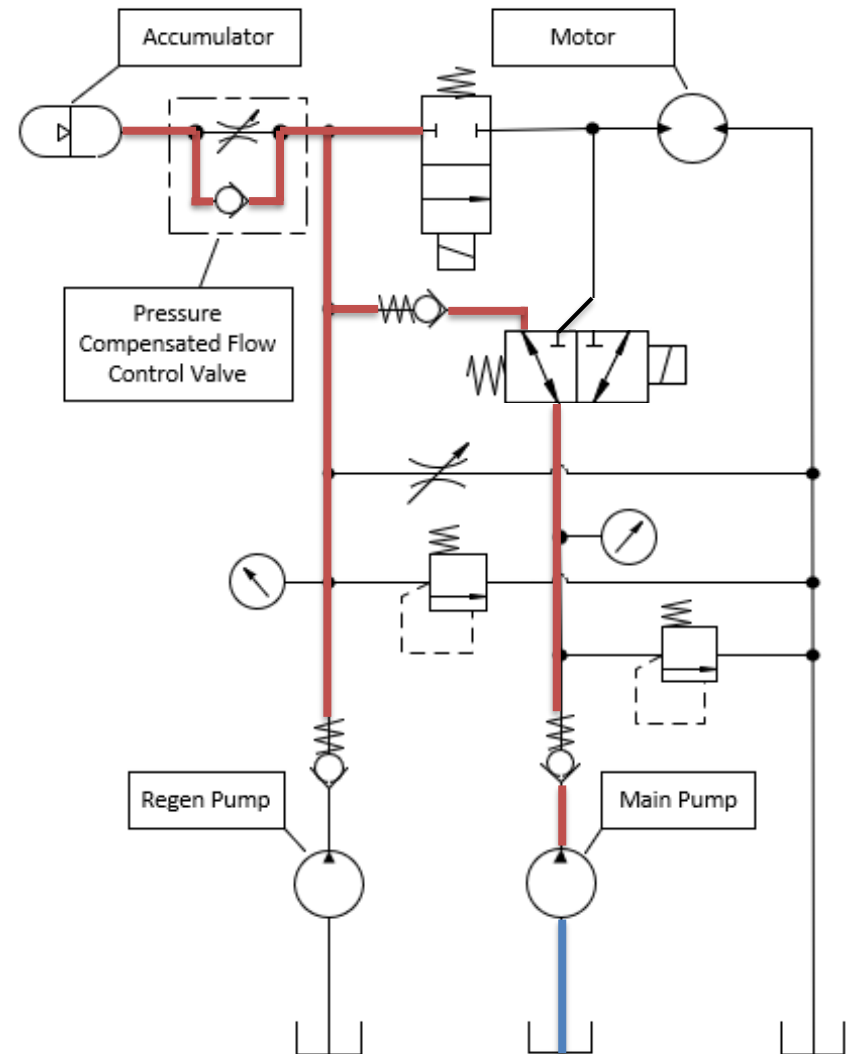 Accumulator
Motor
Pressure
Compensated Flow
Control Valve
Regen Pump
Main Pump